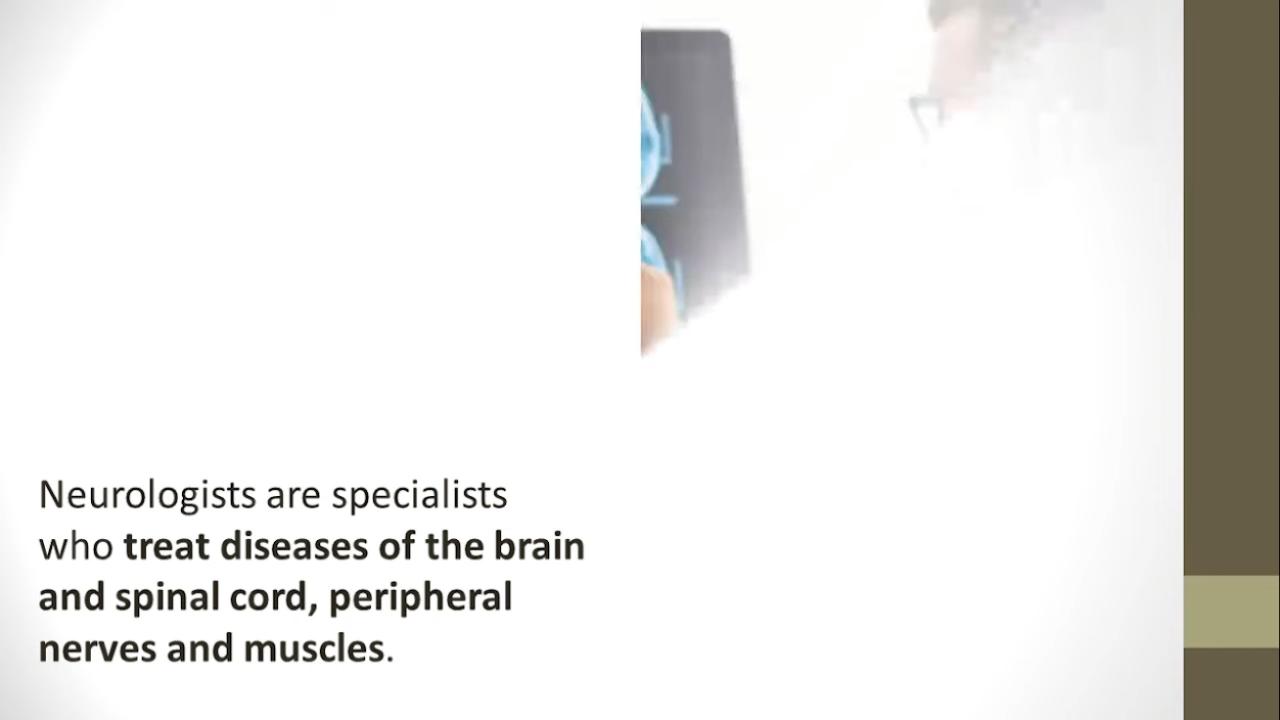 Neurologists are specialists
who treat diseases of the brain
and spinal cord, peripheral
nerves and muscles.